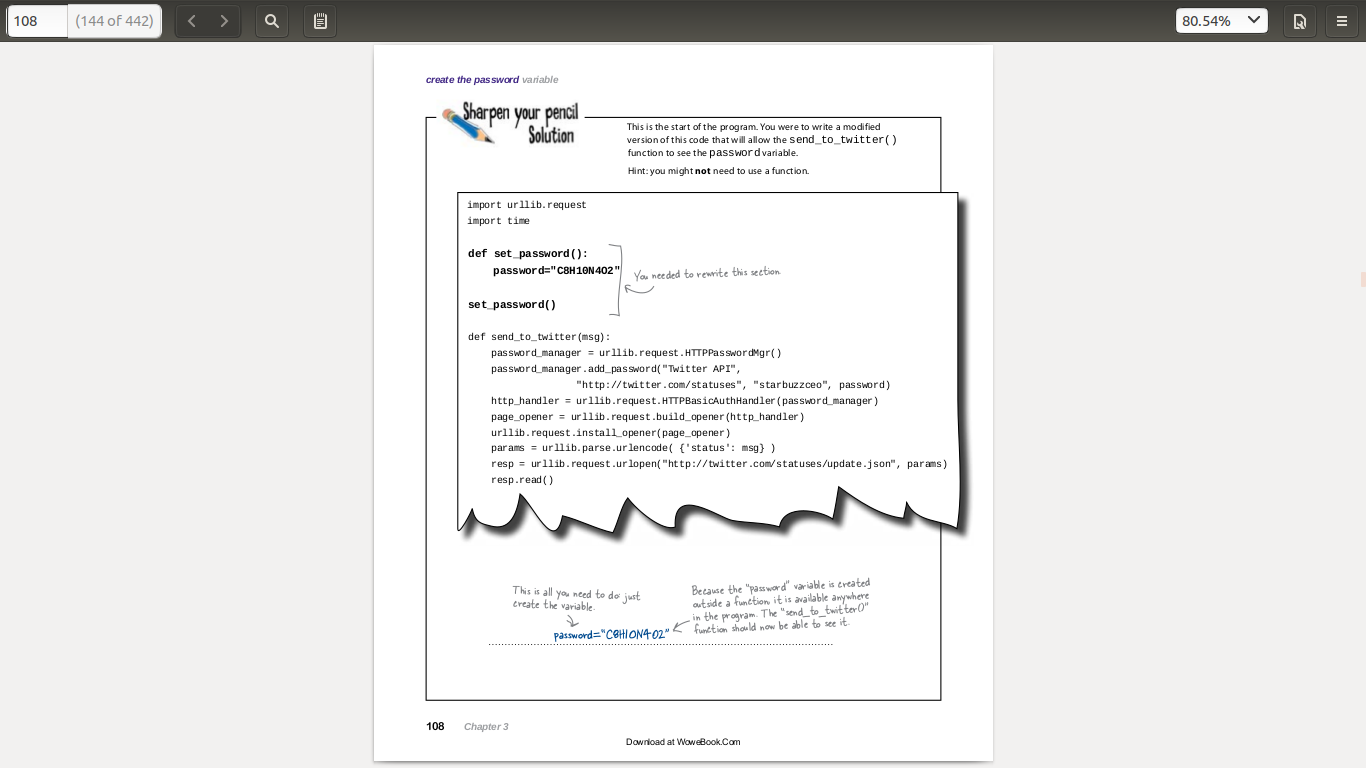 108 (144 of 442)
80.54%
create the password variable
Sharpen your pencil
Solution
This is the start of the program. You were to write a modified
version of this code that will allow the send_to_twitter()
function to see the password variable.
Hint: you might not need to use a function.
import urllib.request
import time
def set_password():
    password="C8H10N4O2"
You needed to rewrite this section.
set_password()
def send_to_twitter(msg):
    password_manager = urllib.request.HTTPPasswordMgr()
    password_manager.add_password("Twitter API",
                "http://twitter.com/statuses", "starbuzzceo", password)
    http_handler = urllib.request.HTTPBasicAuthHandler(password_manager)
    page_opener = urllib.request.build_opener(http_handler)
    urllib.request.install_opener(page_opener)
    params = urllib.parse.urlencode( {'status': msg} )
    resp = urllib.request.urlopen("http://twitter.com/statuses/update.json", params)
    resp.read()
This is all you need to do: just
create the variable.
Because the "password" variable is created
outside a function, it is available anywhere
in the program. The "send_to_twitter()"
function should now be able to see it.
password="C8H10N4O2"
108 Chapter 3
Download at WoweBook.Com